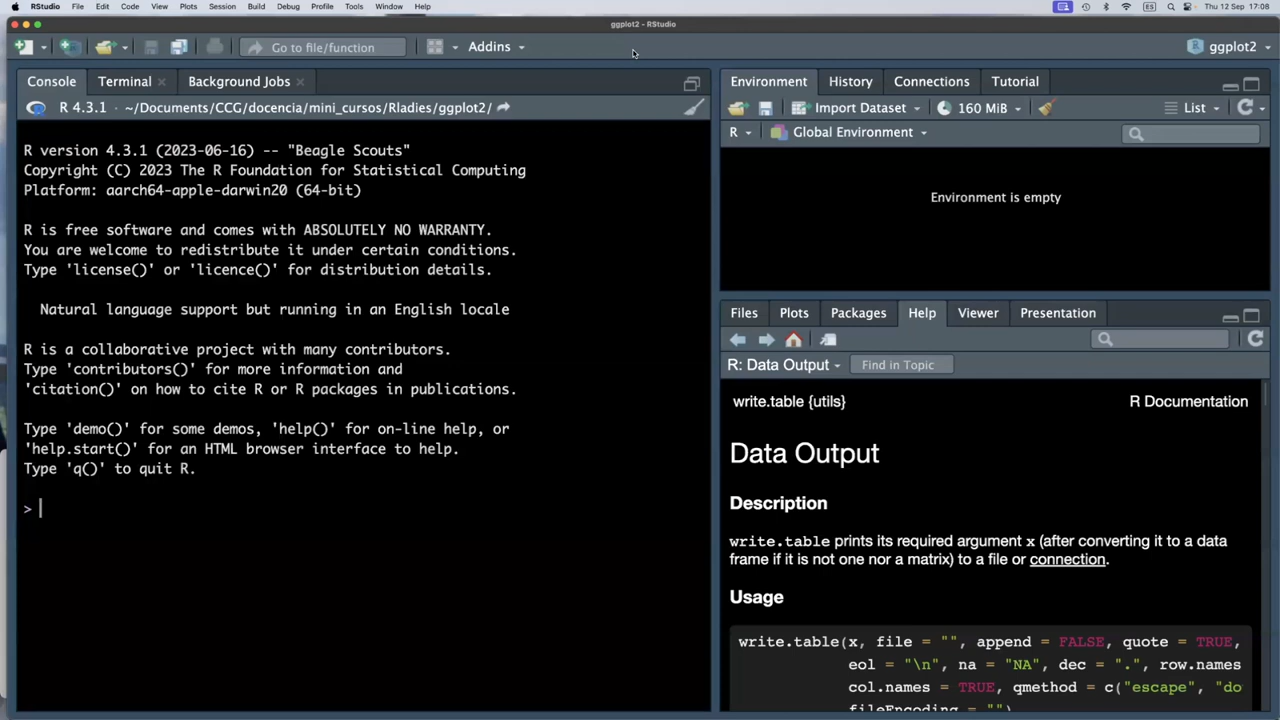 RStudio File Edit Code View Plots Session Build Debug Profile Tools Window Help ES Thu 12 Sep 17:08
ggplot2 - RStudio
Go to file/function Addins ggplot2
Console Terminal Background Jobs
R 4.3.1 · ~/Documents/CCG/docencia/mini_cursos/Rladies/ggplot2/
R version 4.3.1 (2023-06-16) -- "Beagle Scouts"
Copyright (C) 2023 The R Foundation for Statistical Computing
Platform: aarch64-apple-darwin20 (64-bit)
R is free software and comes with ABSOLUTELY NO WARRANTY.
You are welcome to redistribute it under certain conditions.
Type 'license()' or 'licence()' for distribution details.
Natural language support but running in an English locale
R is a collaborative project with many contributors.
Type 'contributors()' for more information and
'citation()' on how to cite R or R packages in publications.
Type 'demo()' for some demos, 'help()' for on-line help, or
'help.start()' for an HTML browser interface to help.
Type 'q()' to quit R.
>
Environment History Connections Tutorial
Import Dataset 160 MiB List
R Global Environment
Environment is empty
Files Plots Packages Help Viewer Presentation
R: Data Output Find in Topic
write.table {utils} R Documentation
Data Output
Description
write.table prints its required argument x (after converting it to a data
frame if it is not one nor a matrix) to a file or connection.
Usage
write.table(x, file = "", append = FALSE, quote = TRUE,
eol = "\n", na = "NA", dec = ".", row.names
col.names = TRUE, qmethod = c("escape", "do
fileEncoding = "")